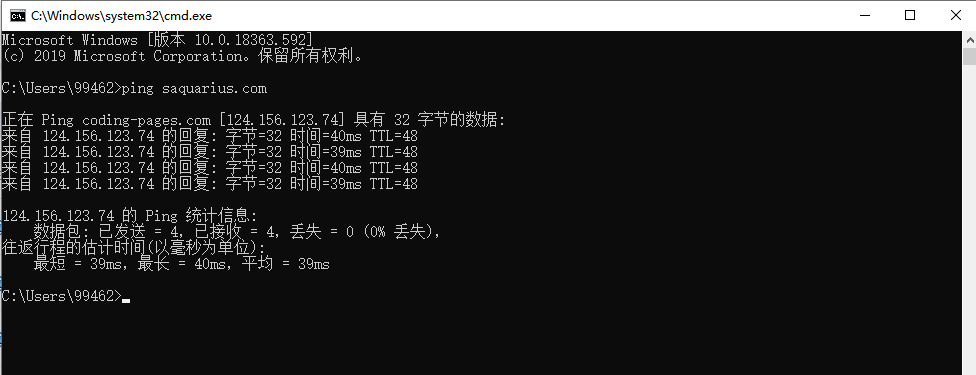 C:\Windows\system32\cmd.exe
Microsoft Windows [版本 10.0.18363.592]
(c) 2019 Microsoft Corporation。保留所有权利。
C:\Users\99462>ping saquarius.com
正在 Ping coding-pages.com [124.156.123.74] 具有 32 字节的数据:
来自 124.156.123.74 的回复: 字节=32 时间=40ms TTL=48
来自 124.156.123.74 的回复: 字节=32 时间=39ms TTL=48
来自 124.156.123.74 的回复: 字节=32 时间=40ms TTL=48
来自 124.156.123.74 的回复: 字节=32 时间=39ms TTL=48
124.156.123.74 的 Ping 统计信息:
数据包: 已发送 = 4，已接收 = 4，丢失 = 0 (0% 丢失)，
往返行程的估计时间(以毫秒为单位):
最短 = 39ms，最长 = 40ms，平均 = 39ms
C:\Users\99462>